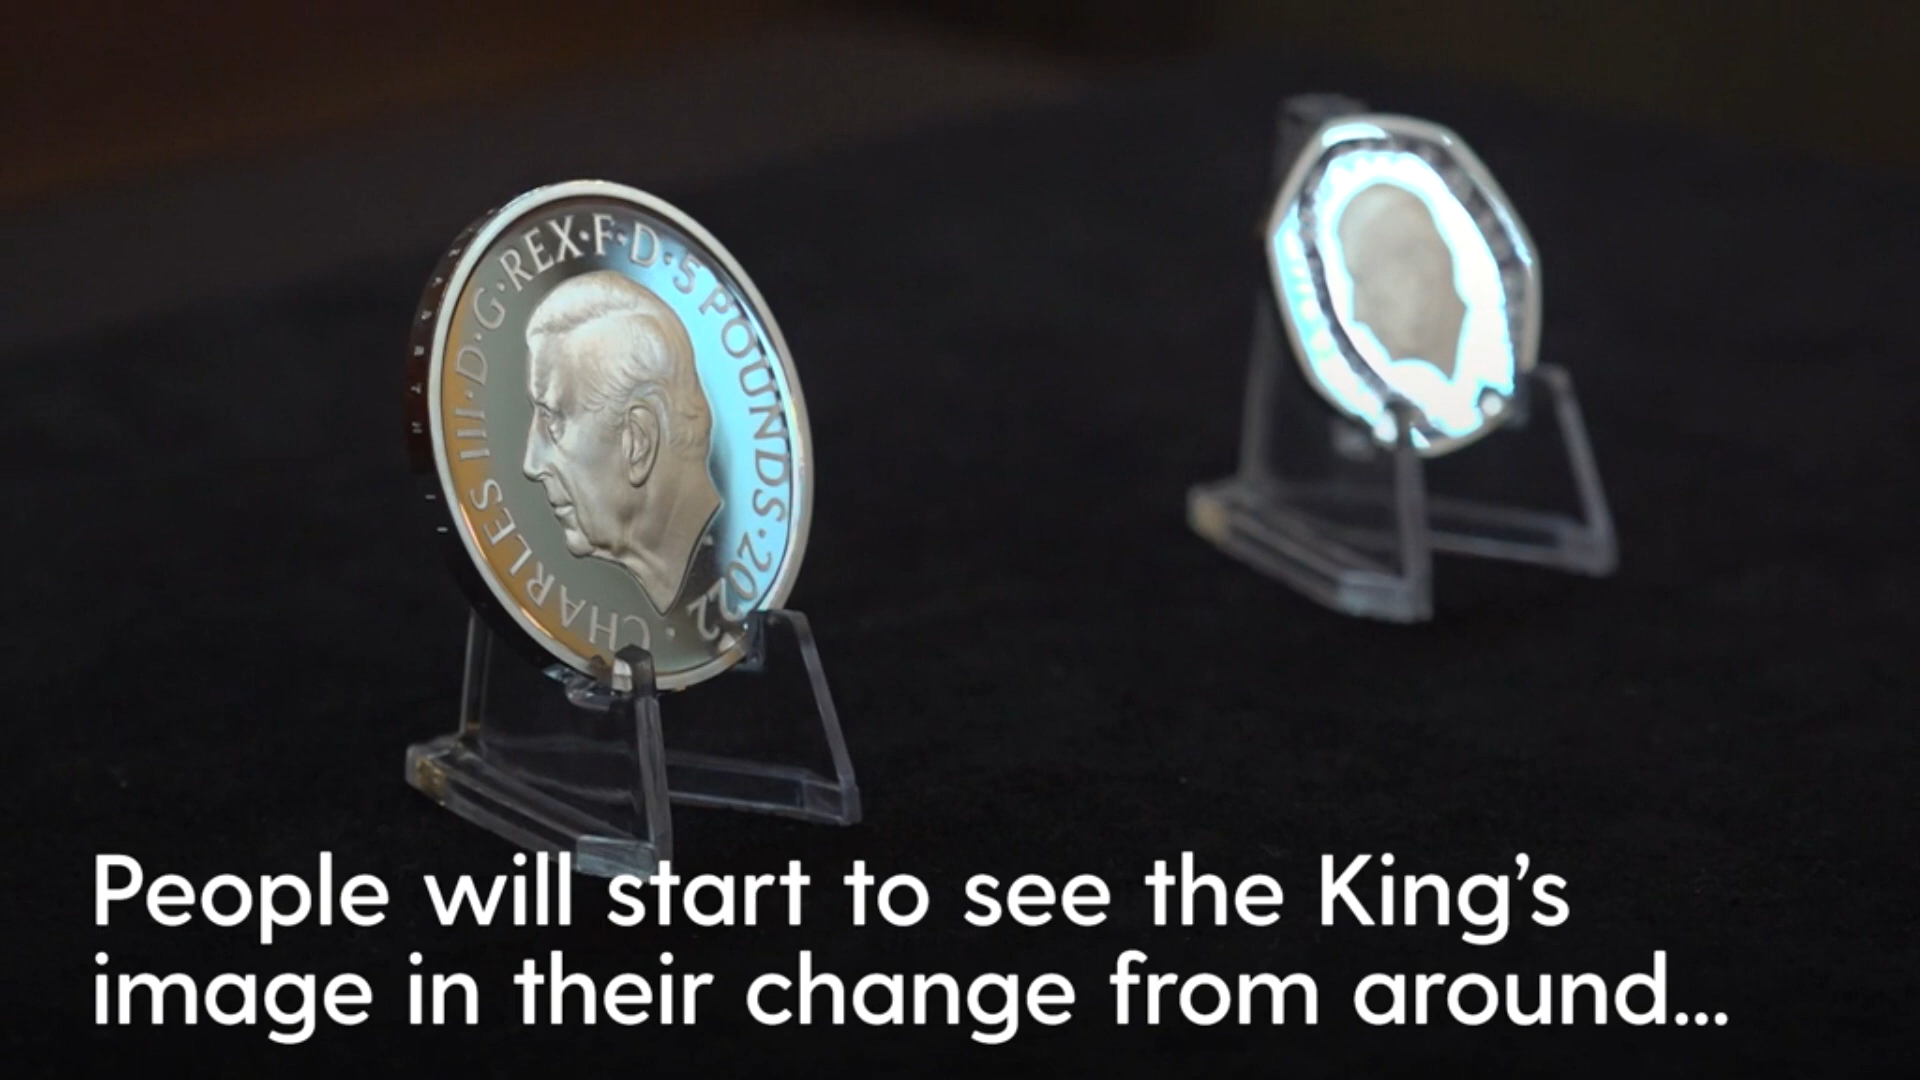 · CHARLES III · D · G · REX · F · D · 5 POUNDS · 2022
People will start to see the King’s
image in their change from around...